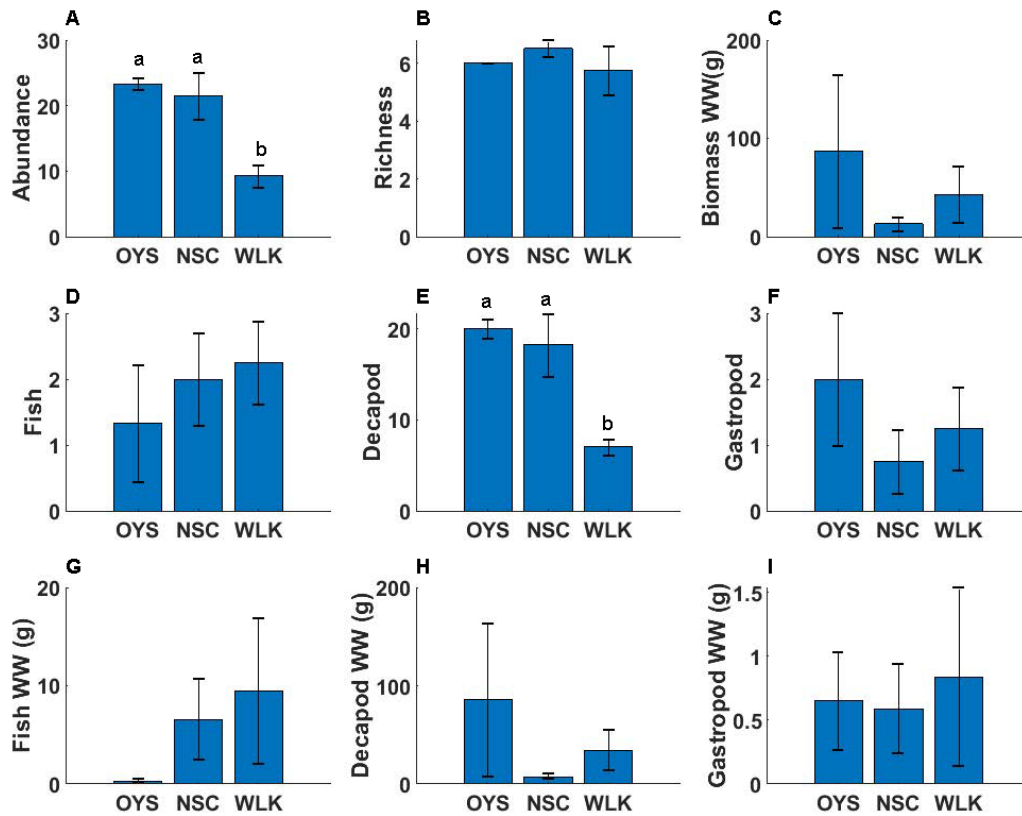 A
Abundance
30
20
10
0
a
a
b
OYS NSC WLK
B
Richness
6
4
2
0
OYS NSC WLK
C
Biomass WW(g)
200
100
0
OYS NSC WLK
D
Fish
3
2
1
0
OYS NSC WLK
E
Decapod
20
10
0
a
a
b
OYS NSC WLK
F
Gastropod
3
2
1
0
OYS NSC WLK
G
Fish WW (g)
20
10
0
OYS NSC WLK
H
Decapod WW (g)
200
100
0
OYS NSC WLK
I
Gastropod WW (g)
1.5
1
0.5
0
OYS NSC WLK